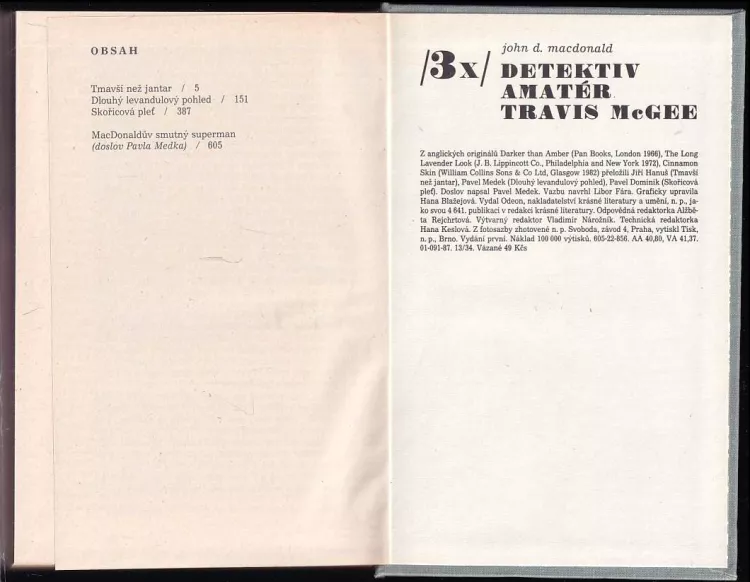 OBSAH
Tmavší než jantar / 5
Dlouhý levandulový pohled / 151
Skořicová pleť / 387
MacDonaldův smutný superman
(doslov Pavla Medka) / 605
/3x/
john d. macdonald
DETEKTIV
AMATÉR
TRAVIS McGEE
Z anglických originálů Darker than Amber (Pan Books, London 1966), The Long
Lavender Look (J. B. Lippincott Co., Philadelphia and New York 1972), Cinnamon
Skin (William Collins Sons & Co Ltd, Glasgow 1982) přeložili Jiří Hanuš (Tmavší
než jantar), Pavel Medek (Dlouhý levandulový pohled), Pavel Dominik (Skořicová
pleť). Doslov napsal Pavel Medek. Vazbu navrhl Libor Fára. Graficky upravila
Hana Blažejová. Vydal Odeon, nakladatelství krásné literatury a umění, n. p., ja-
ko svou 4 641. publikaci v redakci krásné literatury. Odpovědná redaktorka Alžbě-
ta Rejchrtová. Výtvarný redaktor Vladimír Nárožník. Technická redaktorka
Hana Keslová. Z fotosazby zhotovené n. p. Svoboda, závod 4, Praha, vytiskl Tisk,
n. p., Brno. Vydání první. Náklad 100 000 výtisků. 605-22-856. AA 40,80, VA 41,37.
01-091-87. 13/34. Vázané 49 Kčs